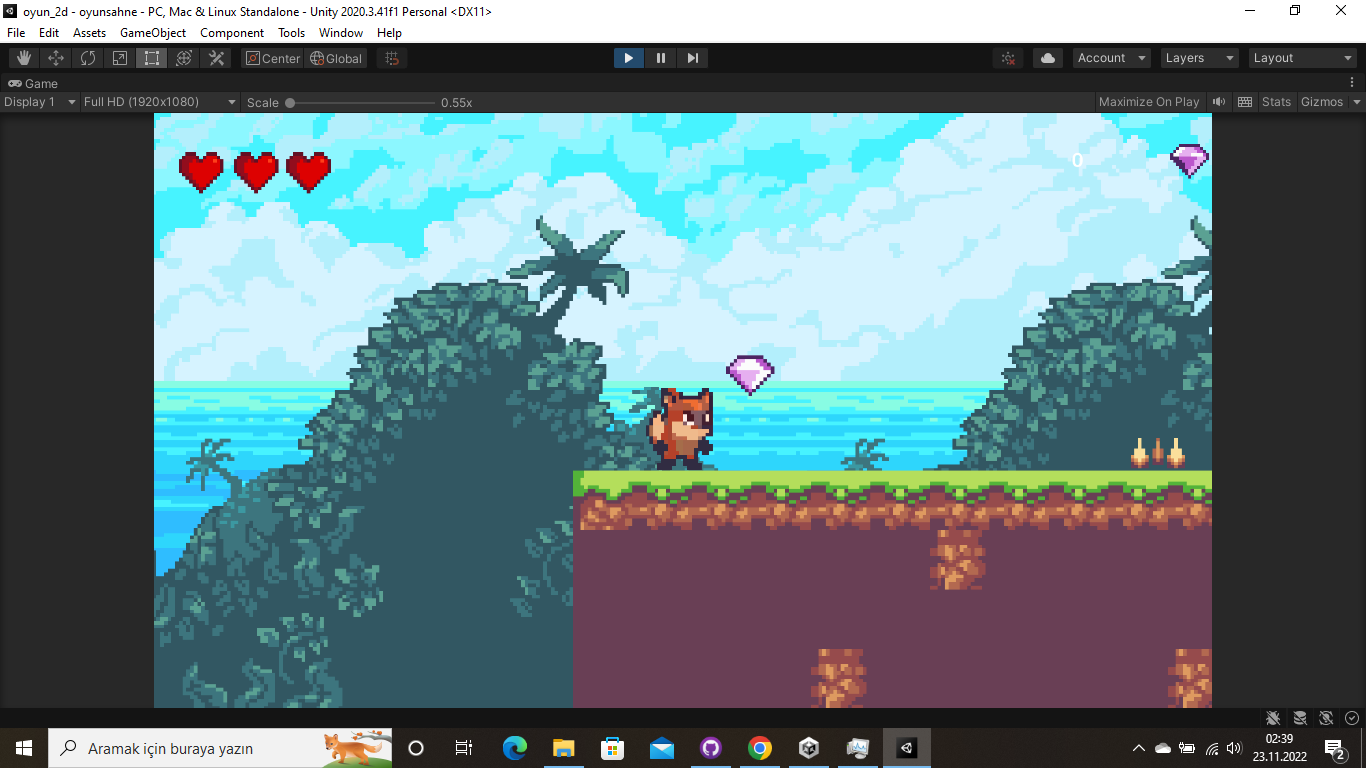 oyun_2d - oyunsahne - PC, Mac & Linux Standalone - Unity 2020.3.41f1 Personal <DX11>
File Edit Assets GameObject Component Tools Window Help
Center Global Account Layers Layout
Game
Display 1 Full HD (1920x1080) Scale 0.55x Maximize On Play Stats Gizmos
0
Aramak için buraya yazın
02:39
23.11.2022
2